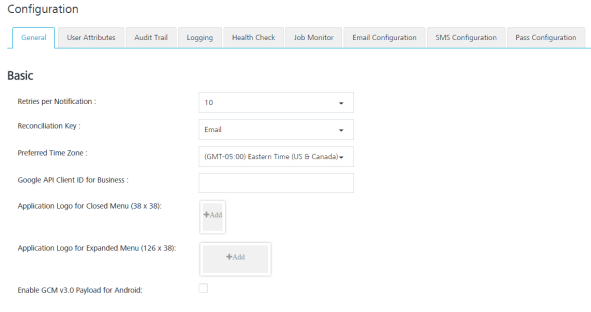 Configuration
General User Attributes Audit Trail Logging Health Check Job Monitor Email Configuration SMS Configuration Pass Configuration
Basic
Retries per Notification : 10
Reconciliation Key : Email
Preferred Time Zone : (GMT-05:00) Eastern Time (US & Canada)
Google API Client ID for Business :
Application Logo for Closed Menu (38 x 38): +Add
Application Logo for Expanded Menu (126 x 38): +Add
Enable GCM v3.0 Payload for Android: